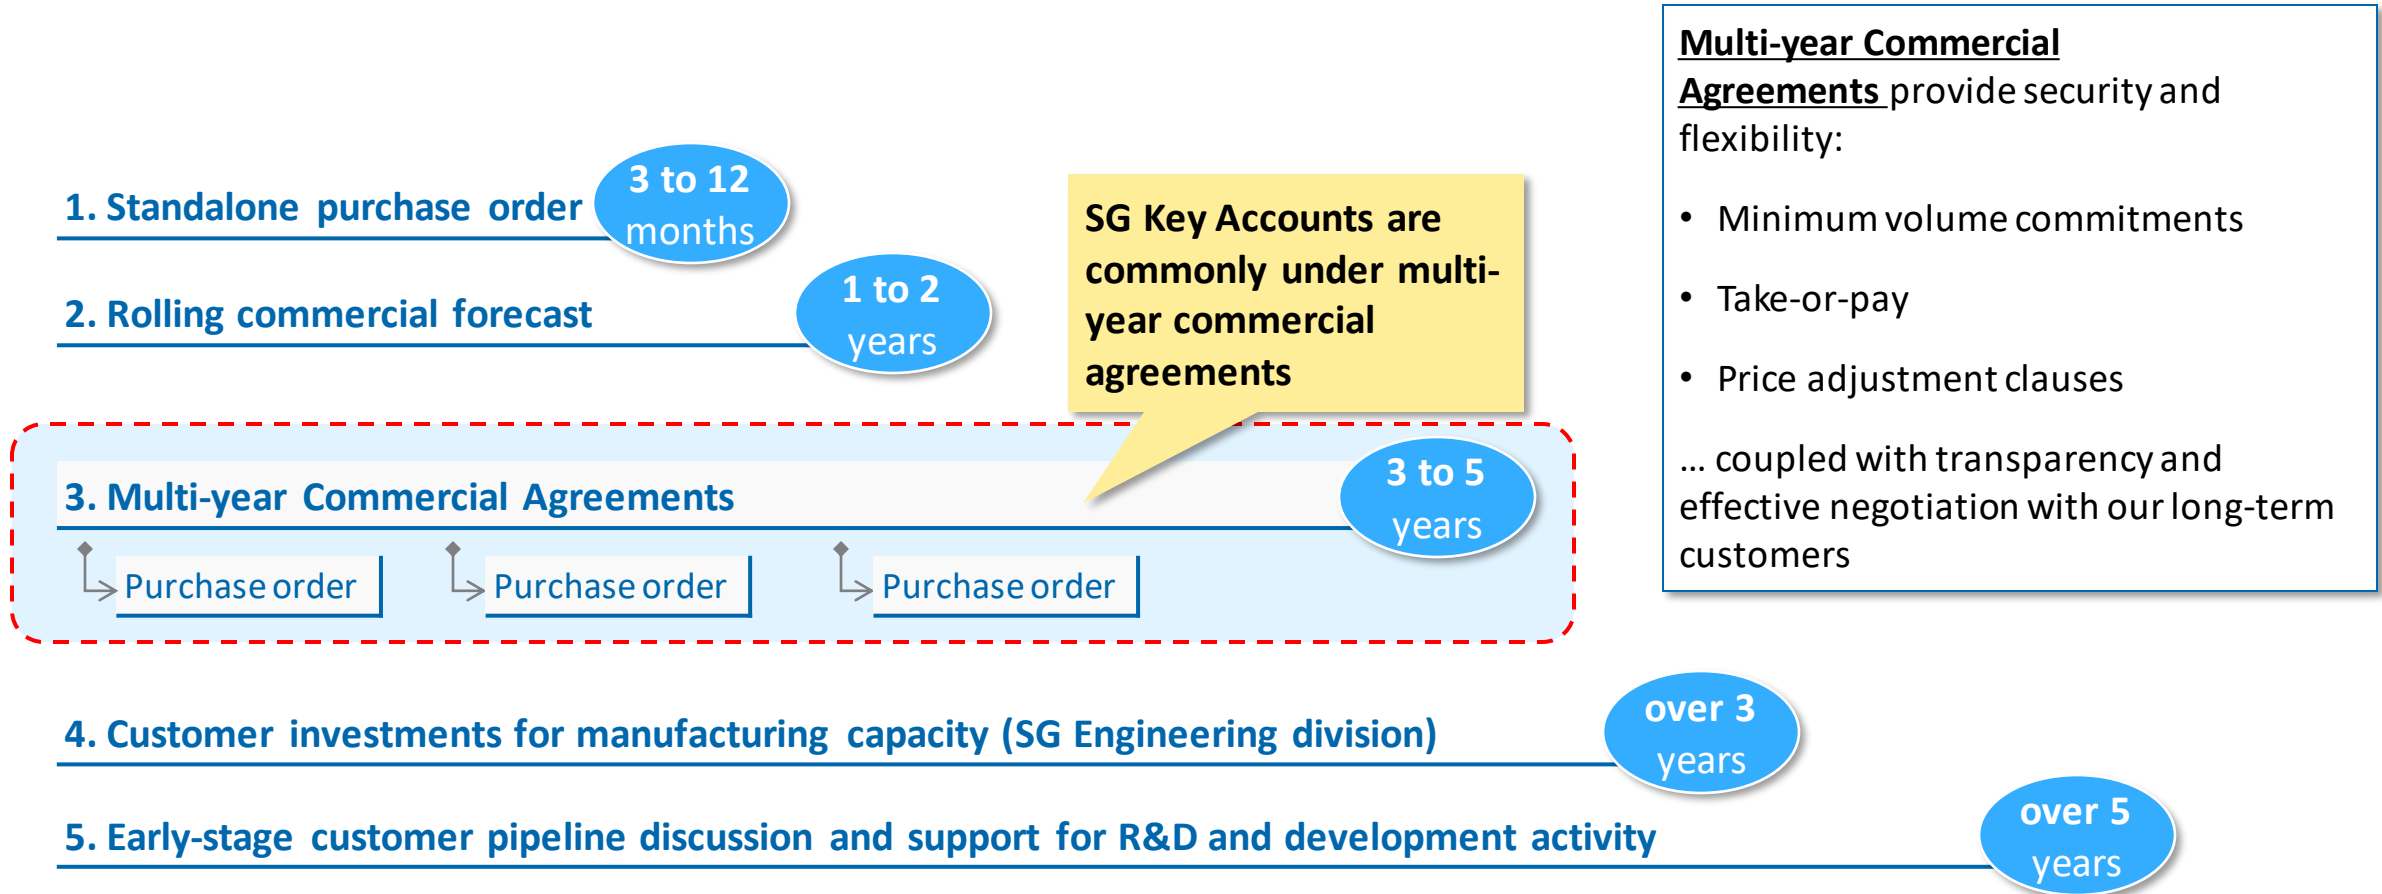 1. Standalone purchase order
3 to 12
months
2. Rolling commercial forecast
1 to 2
years
SG Key Accounts are
commonly under multi-
year commercial
agreements
3. Multi-year Commercial Agreements
3 to 5
years
Purchase order
Purchase order
Purchase order
4. Customer investments for manufacturing capacity (SG Engineering division)
over 3
years
5. Early-stage customer pipeline discussion and support for R&D and development activity
over 5
years
Multi-year Commercial
Agreements provide security and
flexibility:
• Minimum volume commitments
• Take-or-pay
• Price adjustment clauses
... coupled with transparency and
effective negotiation with our long-term
customers